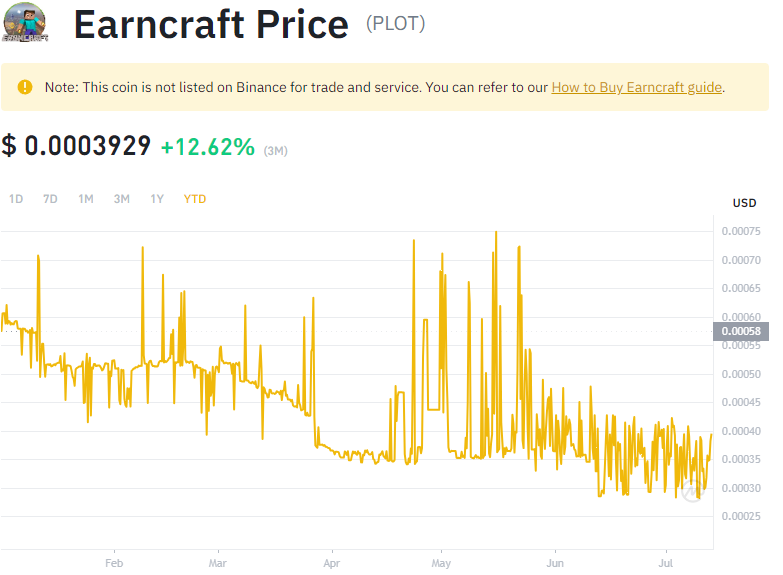 Earncraft Price (PLOT)
Note: This coin is not listed on Binance for trade and service. You can refer to our How to Buy Earncraft guide.
$ 0.0003929 +12.62% (3M)
1D 7D 1M 3M 1Y YTD
USD
0.00075
0.00070
0.00065
0.00060
0.00058
0.00055
0.00050
0.00045
0.00040
0.00035
0.00030
0.00025
Feb Mar Apr May Jun Jul